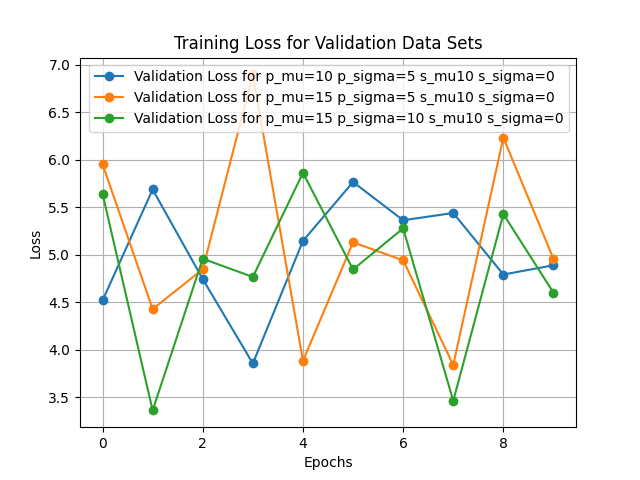 Training Loss for Validation Data Sets
7.0
6.5
6.0
5.5
5.0
4.5
4.0
3.5
Loss
Validation Loss for p_mu=10 p_sigma=5 s_mu10 s_sigma=0
Validation Loss for p_mu=15 p_sigma=5 s_mu10 s_sigma=0
Validation Loss for p_mu=15 p_sigma=10 s_mu10 s_sigma=0
0 2 4 6 8
Epochs